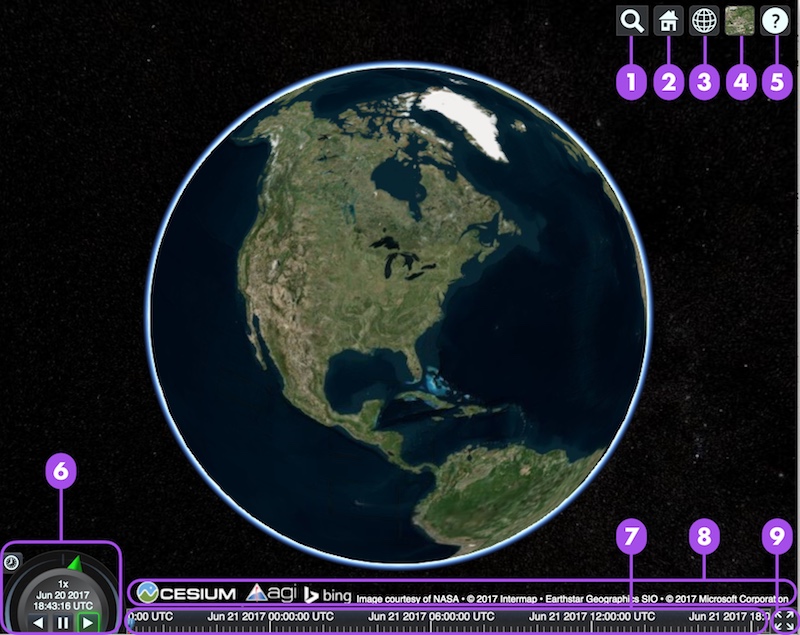 ?
1 2 3 4 5
6
7
8
9
1x
Jun 20 2017
18:43:16 UTC
CESIUM agi bing Image courtesy of NASA • © 2017 Intermap • Earthstar Geographics SIO • © 2017 Microsoft Corporation
0:00 UTC Jun 21 2017 00:00:00 UTC Jun 21 2017 06:00:00 UTC Jun 21 2017 12:00:00 UTC Jun 21 2017 18:0